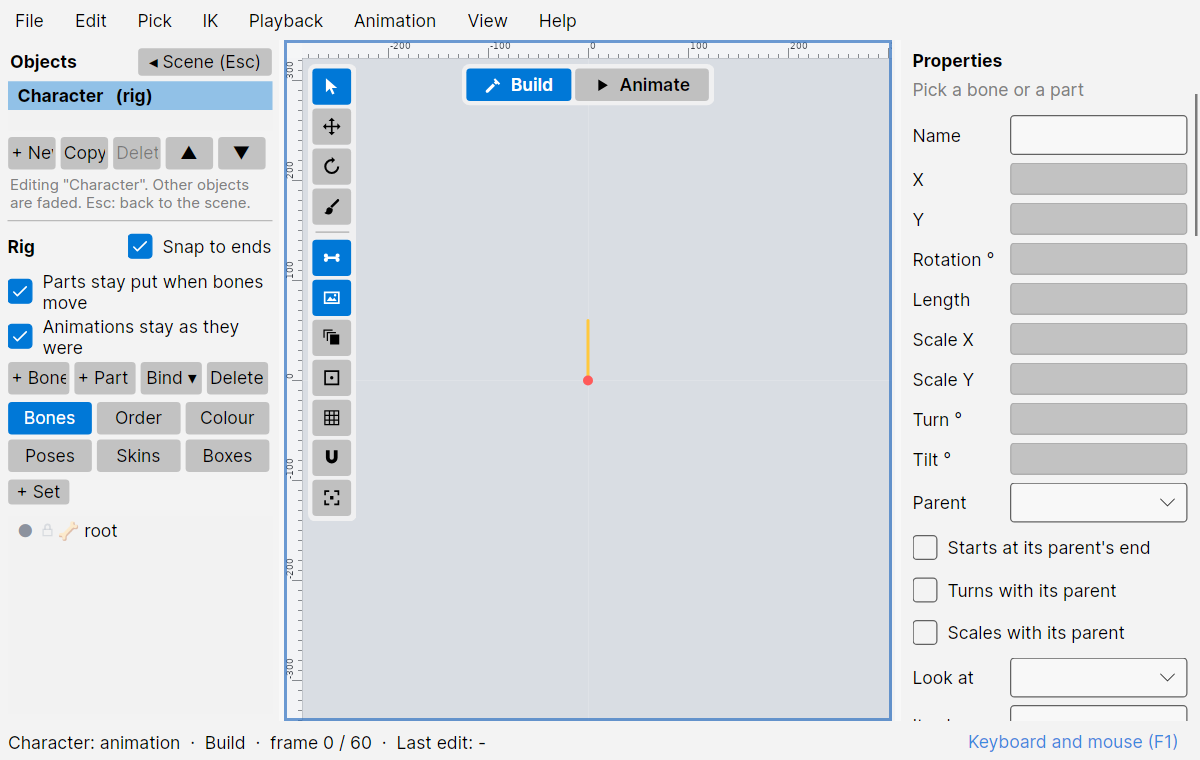 File Edit Pick IK Playback Animation View Help
Objects
◂ Scene (Esc)
Character (rig)
+ Ne Copy Delet ▲ ▼
Editing "Character". Other objects
are faded. Esc: back to the scene.
Rig
Snap to ends
Parts stay put when bones
move
Animations stay as they
were
+ Bone + Part Bind ▾ Delete
Bones Order Colour
Poses Skins Boxes
+ Set
root
-200 -100 0 100 200
300
200
100
0
-100
-200
-300
Build Animate
Properties
Pick a bone or a part
Name
X
Y
Rotation °
Length
Scale X
Scale Y
Turn °
Tilt °
Parent
Starts at its parent's end
Turns with its parent
Scales with its parent
Look at
Character: animation · Build · frame 0 / 60 · Last edit: -
Keyboard and mouse (F1)